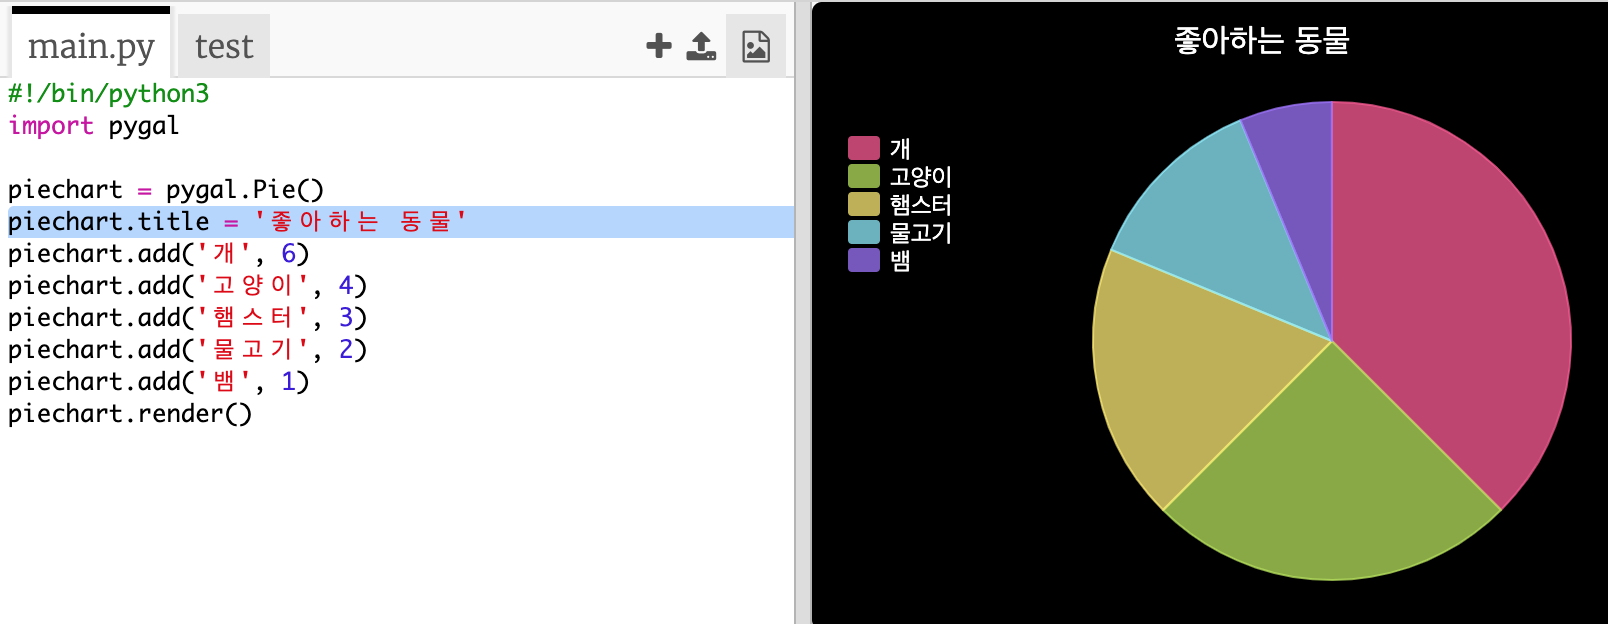 main.py test
#!/bin/python3
import pygal
piechart = pygal.Pie()
piechart.title = '좋아하는 동물'
piechart.add('개', 6)
piechart.add('고양이', 4)
piechart.add('햄스터', 3)
piechart.add('물고기', 2)
piechart.add('뱀', 1)
piechart.render()
좋아하는 동물
개
고양이
햄스터
물고기
뱀